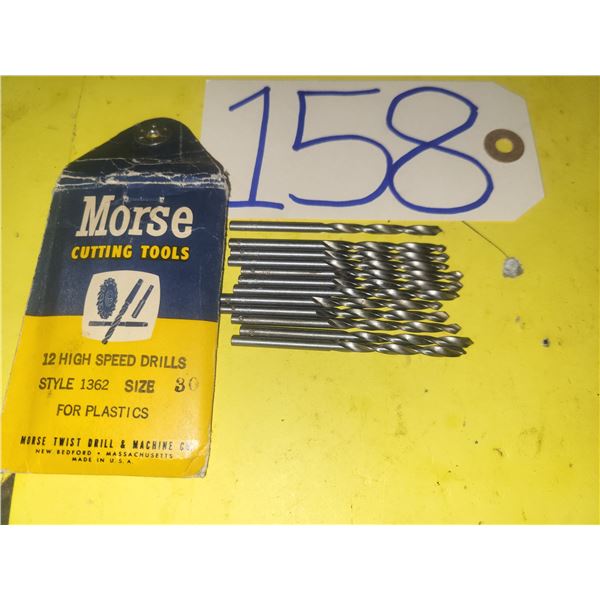 158
Morse
CUTTING TOOLS
12 HIGH SPEED DRILLS
STYLE 1362 SIZE 30
FOR PLASTICS
MORSE TWIST DRILL & MACHINE CO.
NEW BEDFORD • MASSACHUSETTS
MADE IN U.S.A.